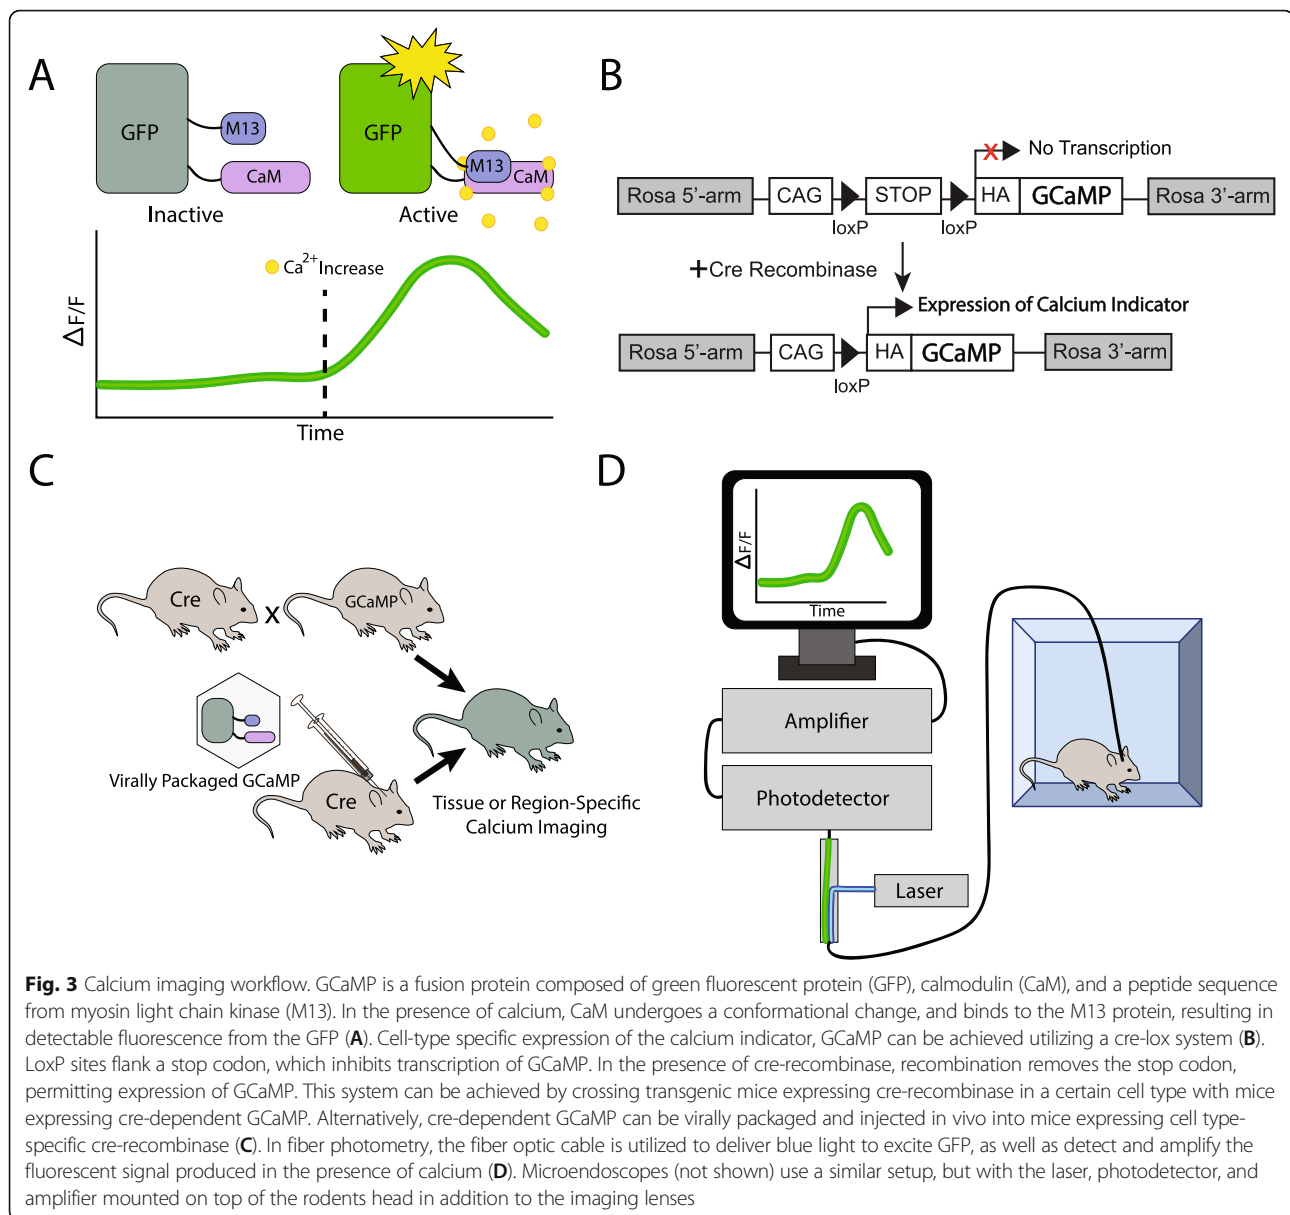 A
GFP
M13
CaM
Inactive
GFP
M13
CaM
Active
Ca2+ Increase
ΔF/F
Time
B
No Transcription
X
Rosa 5'-arm
CAG
STOP
HA
GCaMP
Rosa 3'-arm
loxP
loxP
+Cre Recombinase
Expression of Calcium Indicator
Rosa 5'-arm
CAG
HA
GCaMP
Rosa 3'-arm
loxP
C
Cre
X
GCaMP
Virally Packaged GCaMP
Cre
Tissue or Region-Specific
Calcium Imaging
D
ΔF/F
Time
Amplifier
Photodetector
Laser
Fig. 3 Calcium imaging workflow. GCaMP is a fusion protein composed of green fluorescent protein (GFP), calmodulin (CaM), and a peptide sequence
from myosin light chain kinase (M13). In the presence of calcium, CaM undergoes a conformational change, and binds to the M13 protein, resulting in
detectable fluorescence from the GFP (A). Cell-type specific expression of the calcium indicator, GCaMP can be achieved utilizing a cre-lox system (B).
LoxP sites flank a stop codon, which inhibits transcription of GCaMP. In the presence of cre-recombinase, recombination removes the stop codon,
permitting expression of GCaMP. This system can be achieved by crossing transgenic mice expressing cre-recombinase in a certain cell type with mice
expressing cre-dependent GCaMP. Alternatively, cre-dependent GCaMP can be virally packaged and injected in vivo into mice expressing cell type-
specific cre-recombinase (C). In fiber photometry, the fiber optic cable is utilized to deliver blue light to excite GFP, as well as detect and amplify the
fluorescent signal produced in the presence of calcium (D). Microendoscopes (not shown) use a similar setup, but with the laser, photodetector, and
amplifier mounted on top of the rodents head in addition to the imaging lenses